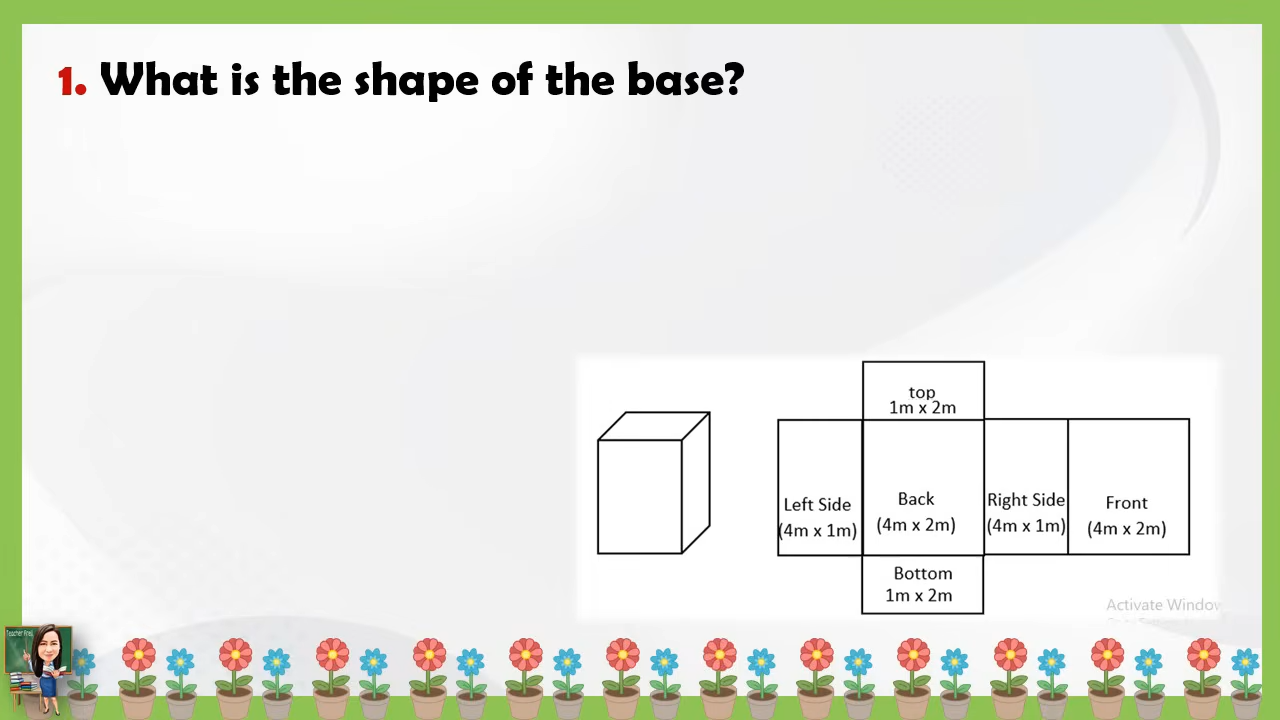 1. What is the shape of the base?
top
1m x 2m
Left Side
(4m x 1m)
Back
(4m x 2m)
Right Side
(4m x 1m)
Front
(4m x 2m)
Bottom
1m x 2m
Activate Window